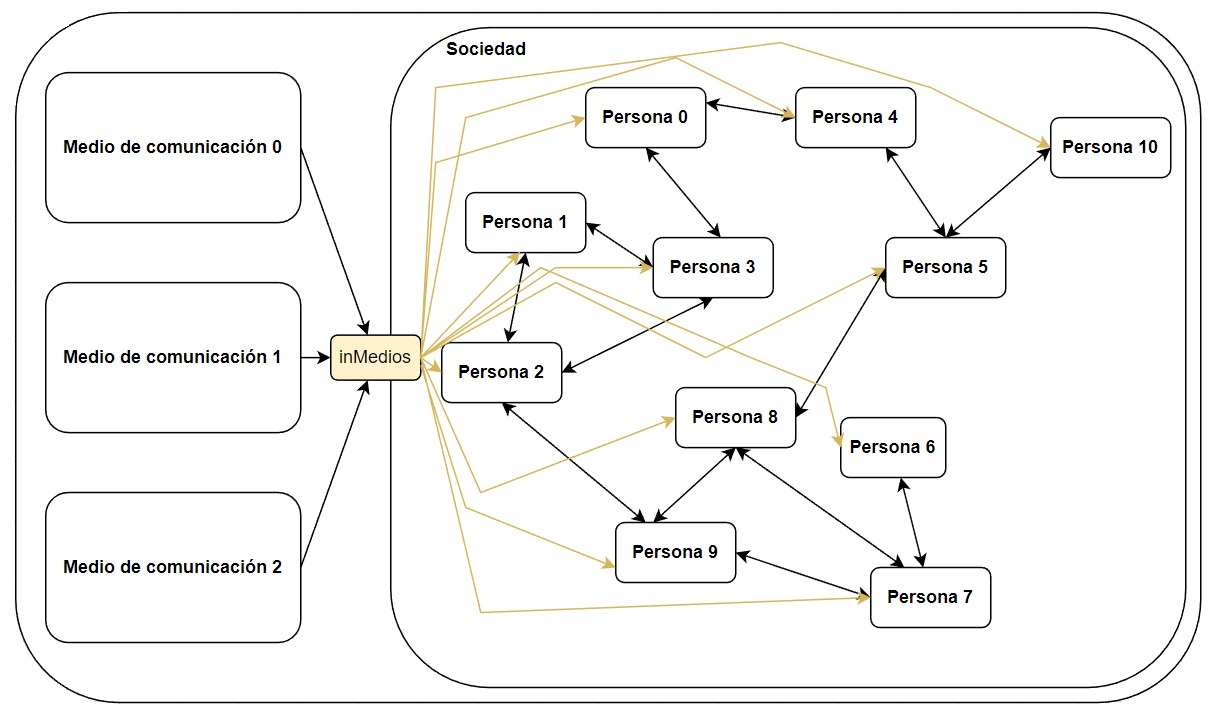 Sociedad
Medio de comunicación 0
Medio de comunicación 1
Medio de comunicación 2
inMedios
Persona 0
Persona 4
Persona 10
Persona 1
Persona 3
Persona 5
Persona 2
Persona 8
Persona 6
Persona 9
Persona 7